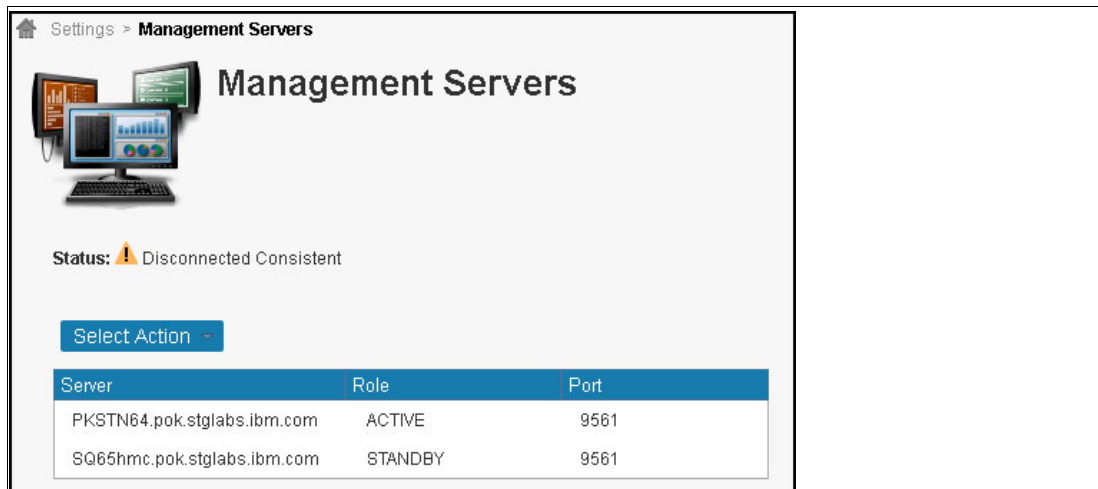 Settings > Management Servers
Management Servers
Status: Disconnected Consistent
Select Action
Server Role Port
PKSTN64.pok.stglabs.ibm.com ACTIVE 9561
SQ65hmc.pok.stglabs.ibm.com STANDBY 9561